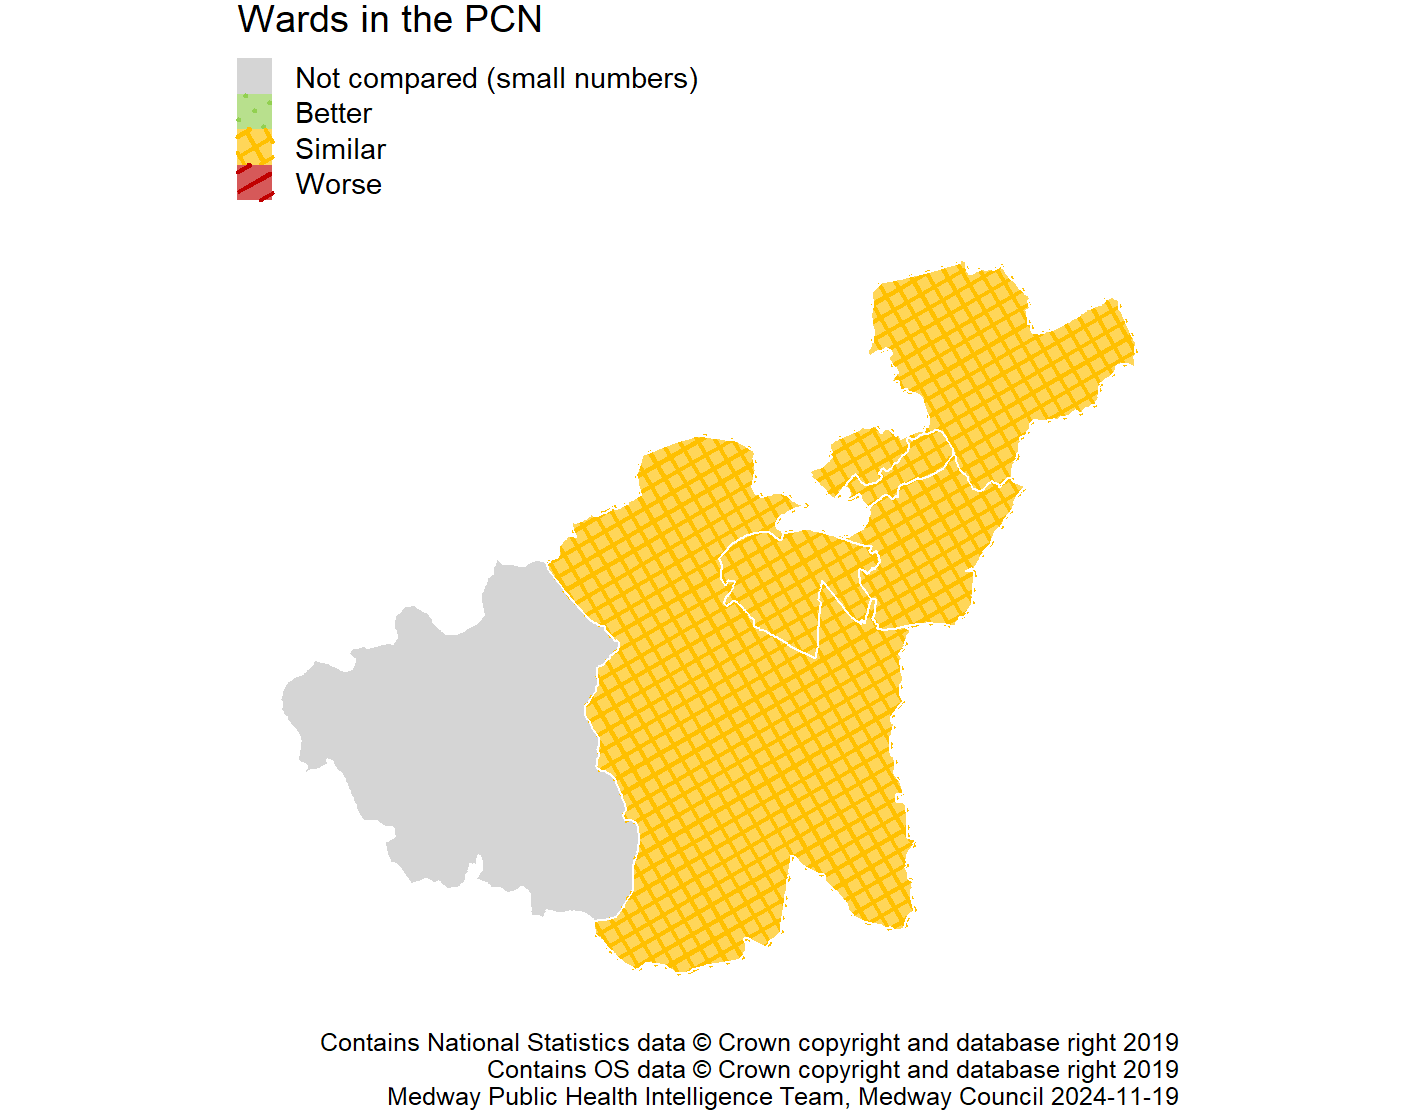 Wards in the PCN
Not compared (small numbers)
Better
Similar
Worse
Contains National Statistics data © Crown copyright and database right 2019
Contains OS data © Crown copyright and database right 2019
Medway Public Health Intelligence Team, Medway Council 2024-11-19